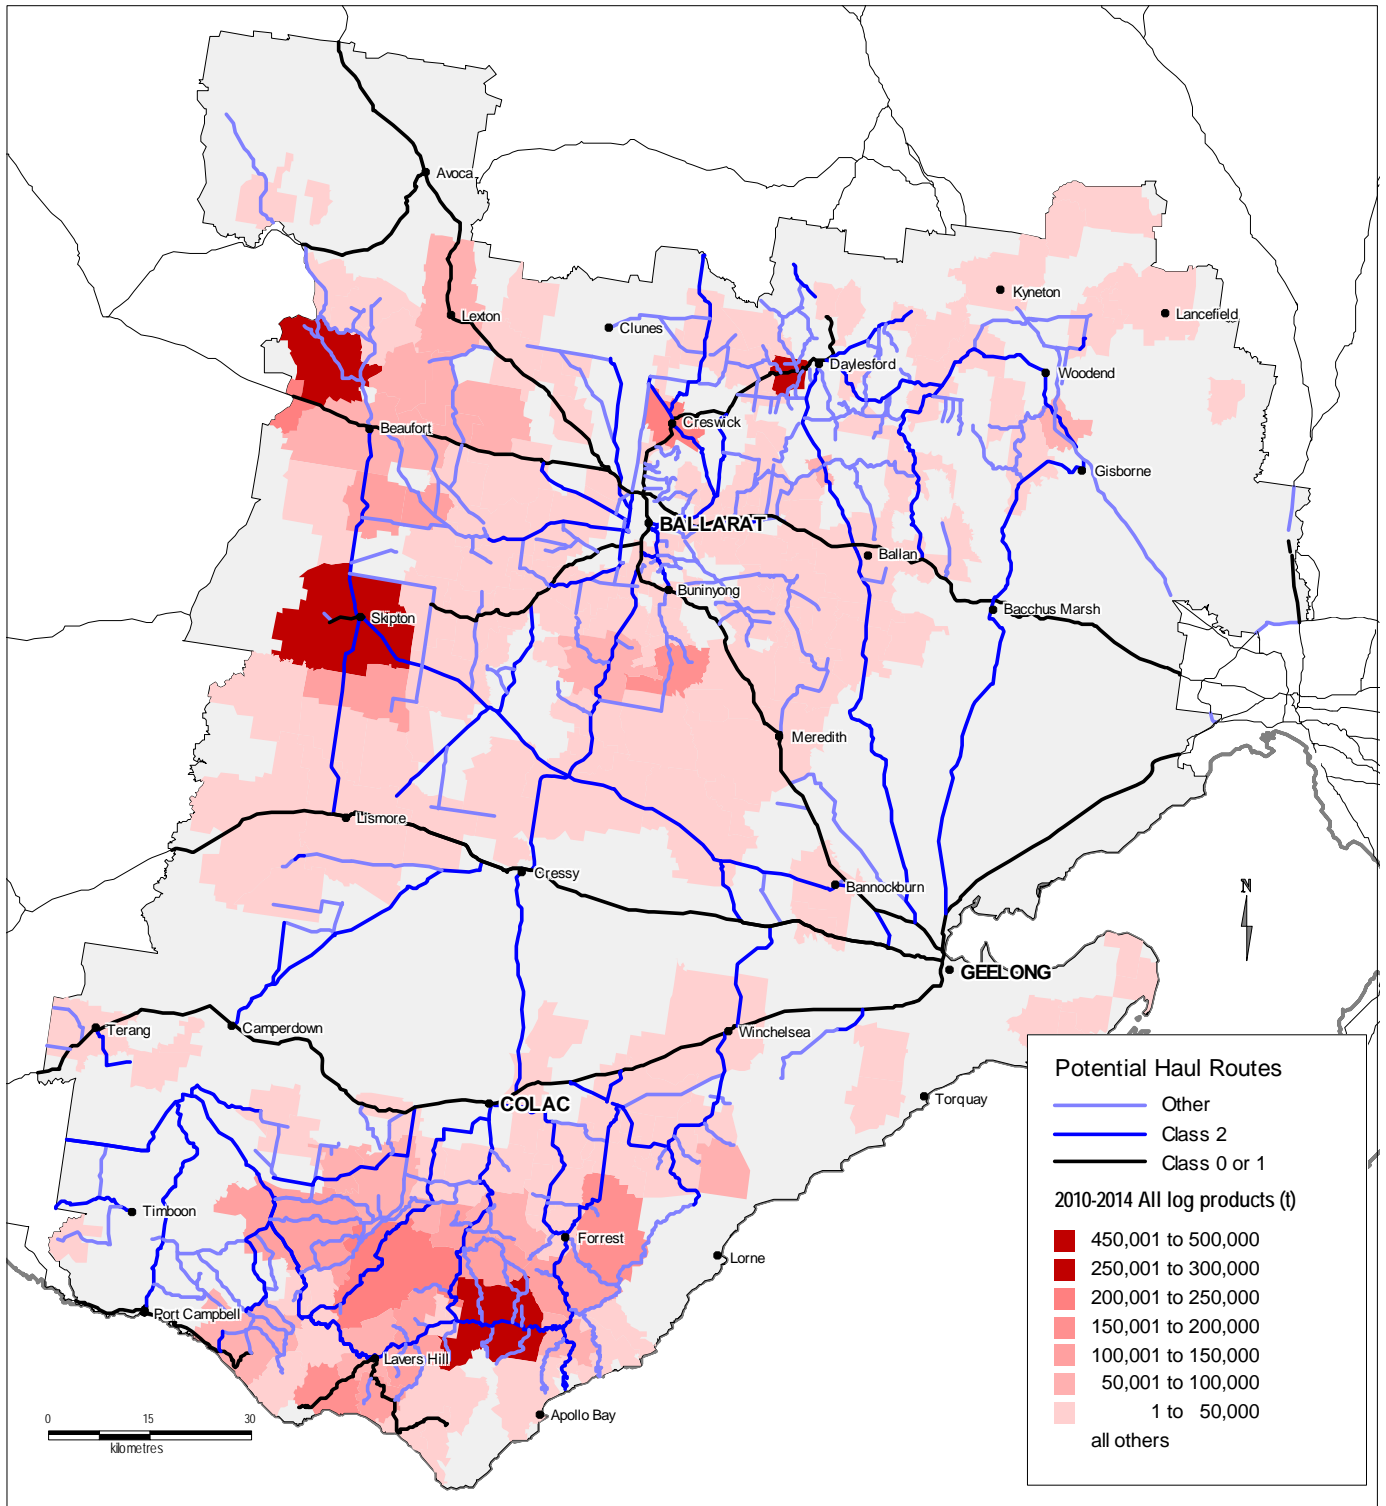 Avoca
Kyneton
Lancefield
Lexton
Clunes
Daylesford
Woodend
Creswick
Beaufort
Gisborne
BALLARAT
Ballan
Buninyong
Bacchus Marsh
Skipton
Meredith
Lismore
Cressy
Bannockburn
N
GEELONG
Terang
Camperdown
Winchelsea
Torquay
COLAC
Timboon
Forrest
Lorne
Port Campbell
Lavers Hill
Apollo Bay
0 15 30
kilometres
Potential Haul Routes
Other
Class 2
Class 0 or 1
2010-2014 All log products (t)
450,001 to 500,000
250,001 to 300,000
200,001 to 250,000
150,001 to 200,000
100,001 to 150,000
50,001 to 100,000
1 to 50,000
all others